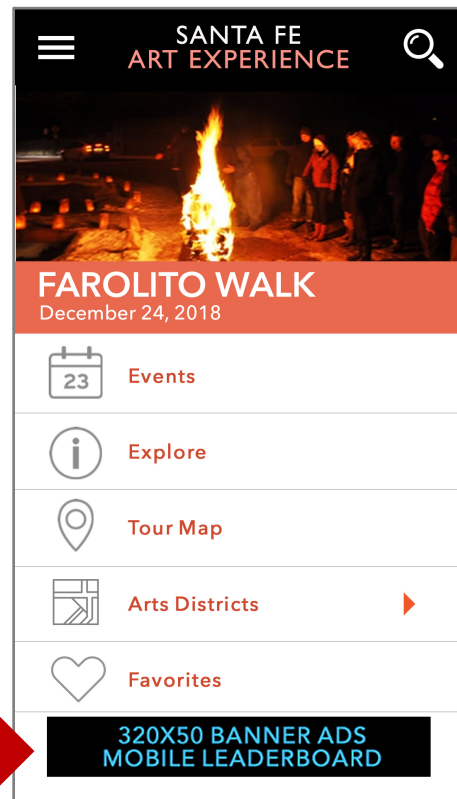 SANTA FE
ART EXPERIENCE
FAROLITO WALK
December 24, 2018
23
Events
i
Explore
Tour Map
Arts Districts
Favorites
320X50 BANNER ADS
MOBILE LEADERBOARD